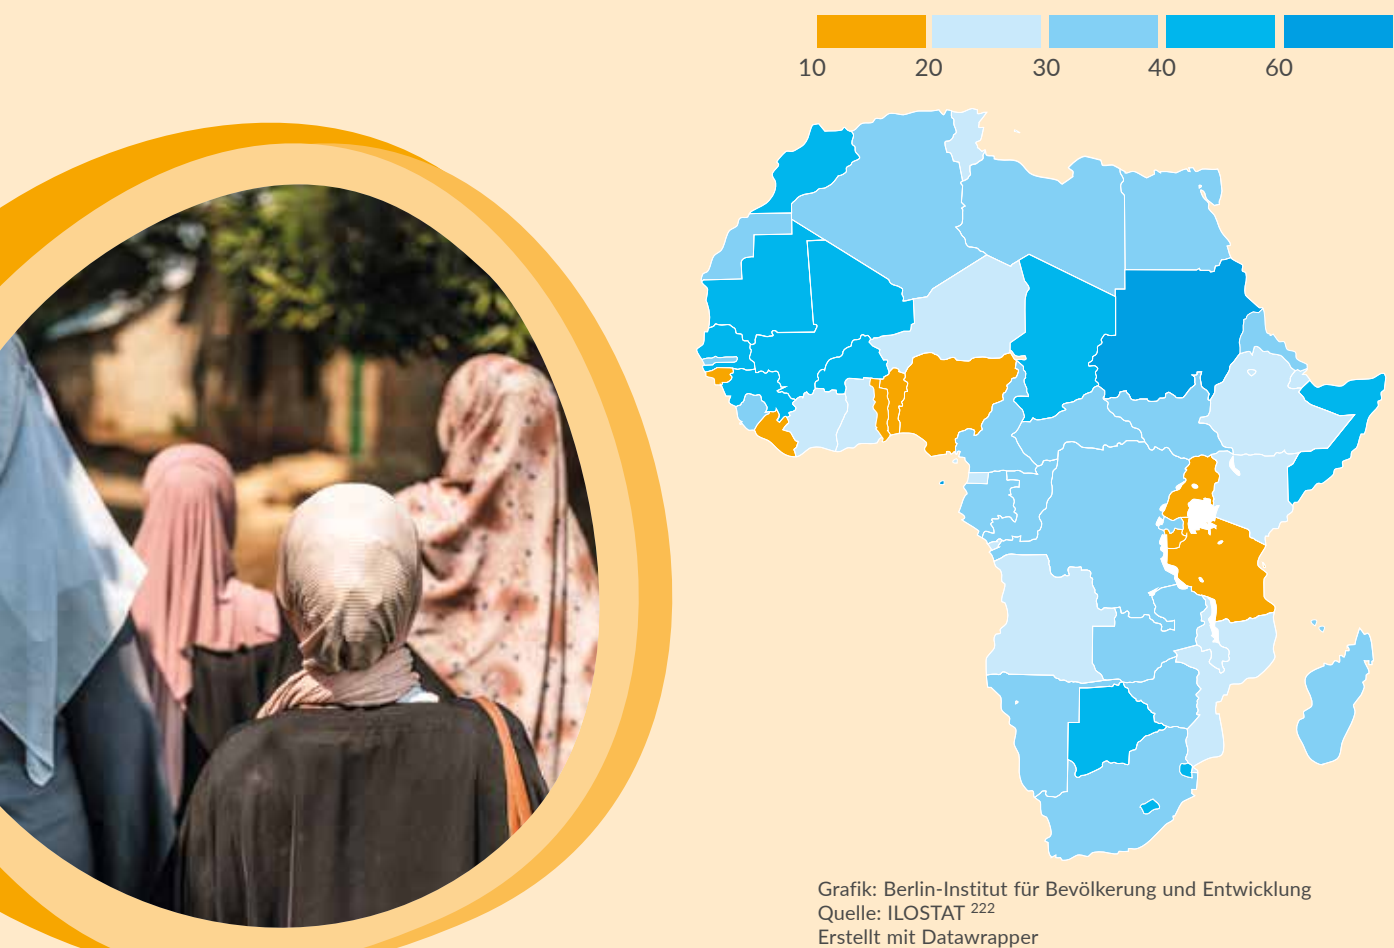 10 20 30 40 60
Grafik: Berlin-Institut für Bevölkerung und Entwicklung
Quelle: ILOSTAT 222
Erstellt mit Datawrapper